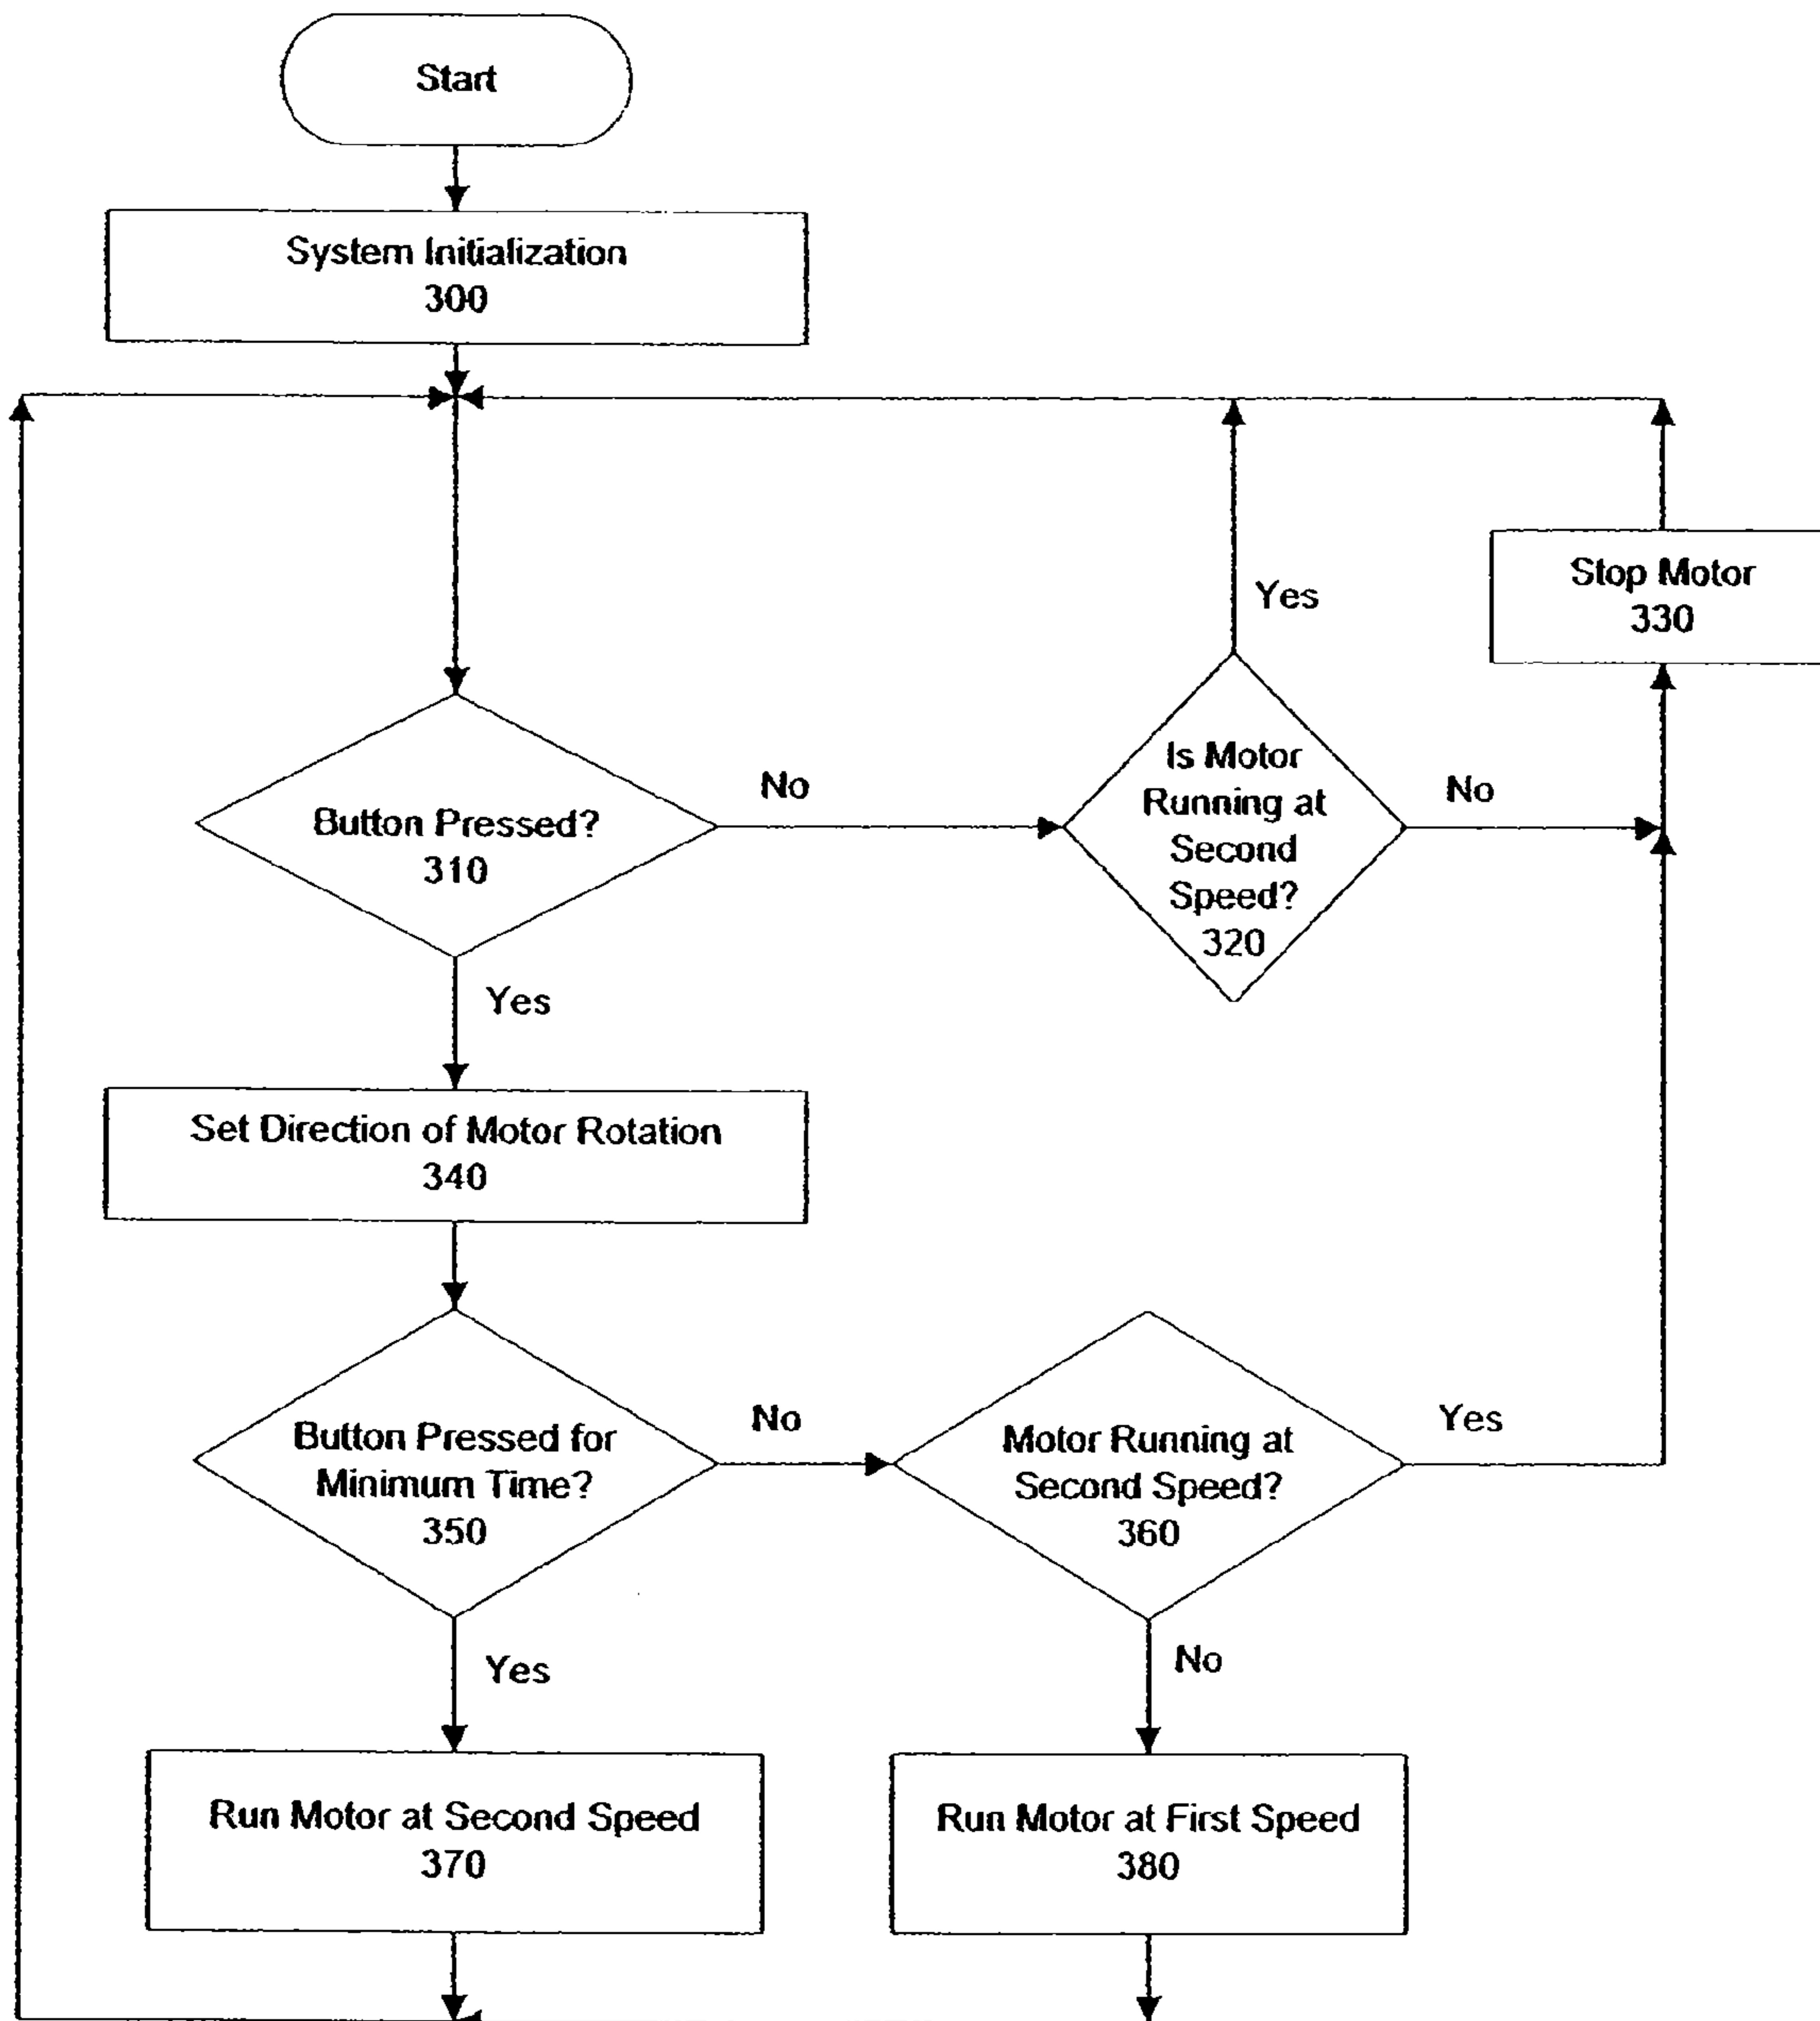 Start
System Initialization
300
Yes
Stop Motor
330
Button Pressed?
310
No
Is Motor
Running at
Second
Speed?
320
No
Yes
Set Direction of Motor Rotation
340
Button Pressed for
Minimum Time?
350
No
Motor Running at
Second Speed?
360
Yes
Yes
No
Run Motor at Second Speed
370
Run Motor at First Speed
380